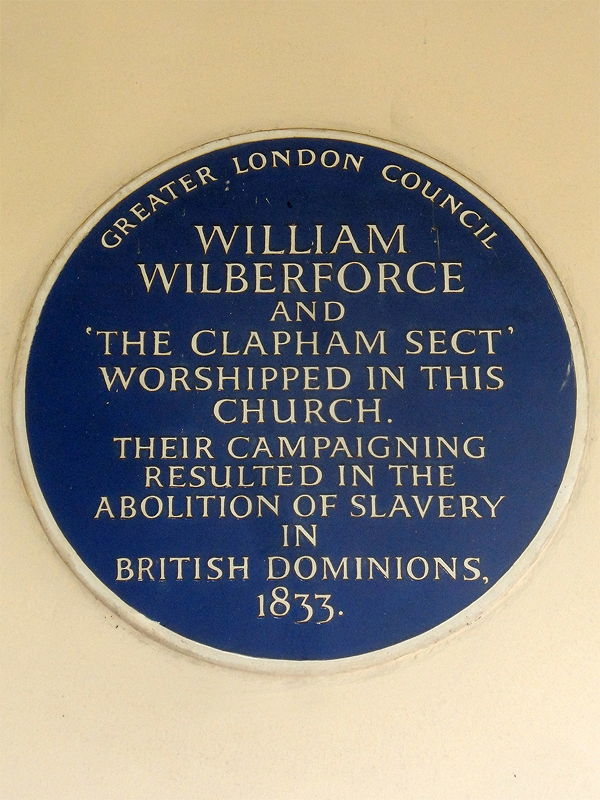 GREATER LONDON COUNCIL
WILLIAM
WILBERFORCE
AND
'THE CLAPHAM SECT'
WORSHIPPED IN THIS
CHURCH.
THEIR CAMPAIGNING
RESULTED IN THE
ABOLITION OF SLAVERY
IN
BRITISH DOMINIONS,
1833.